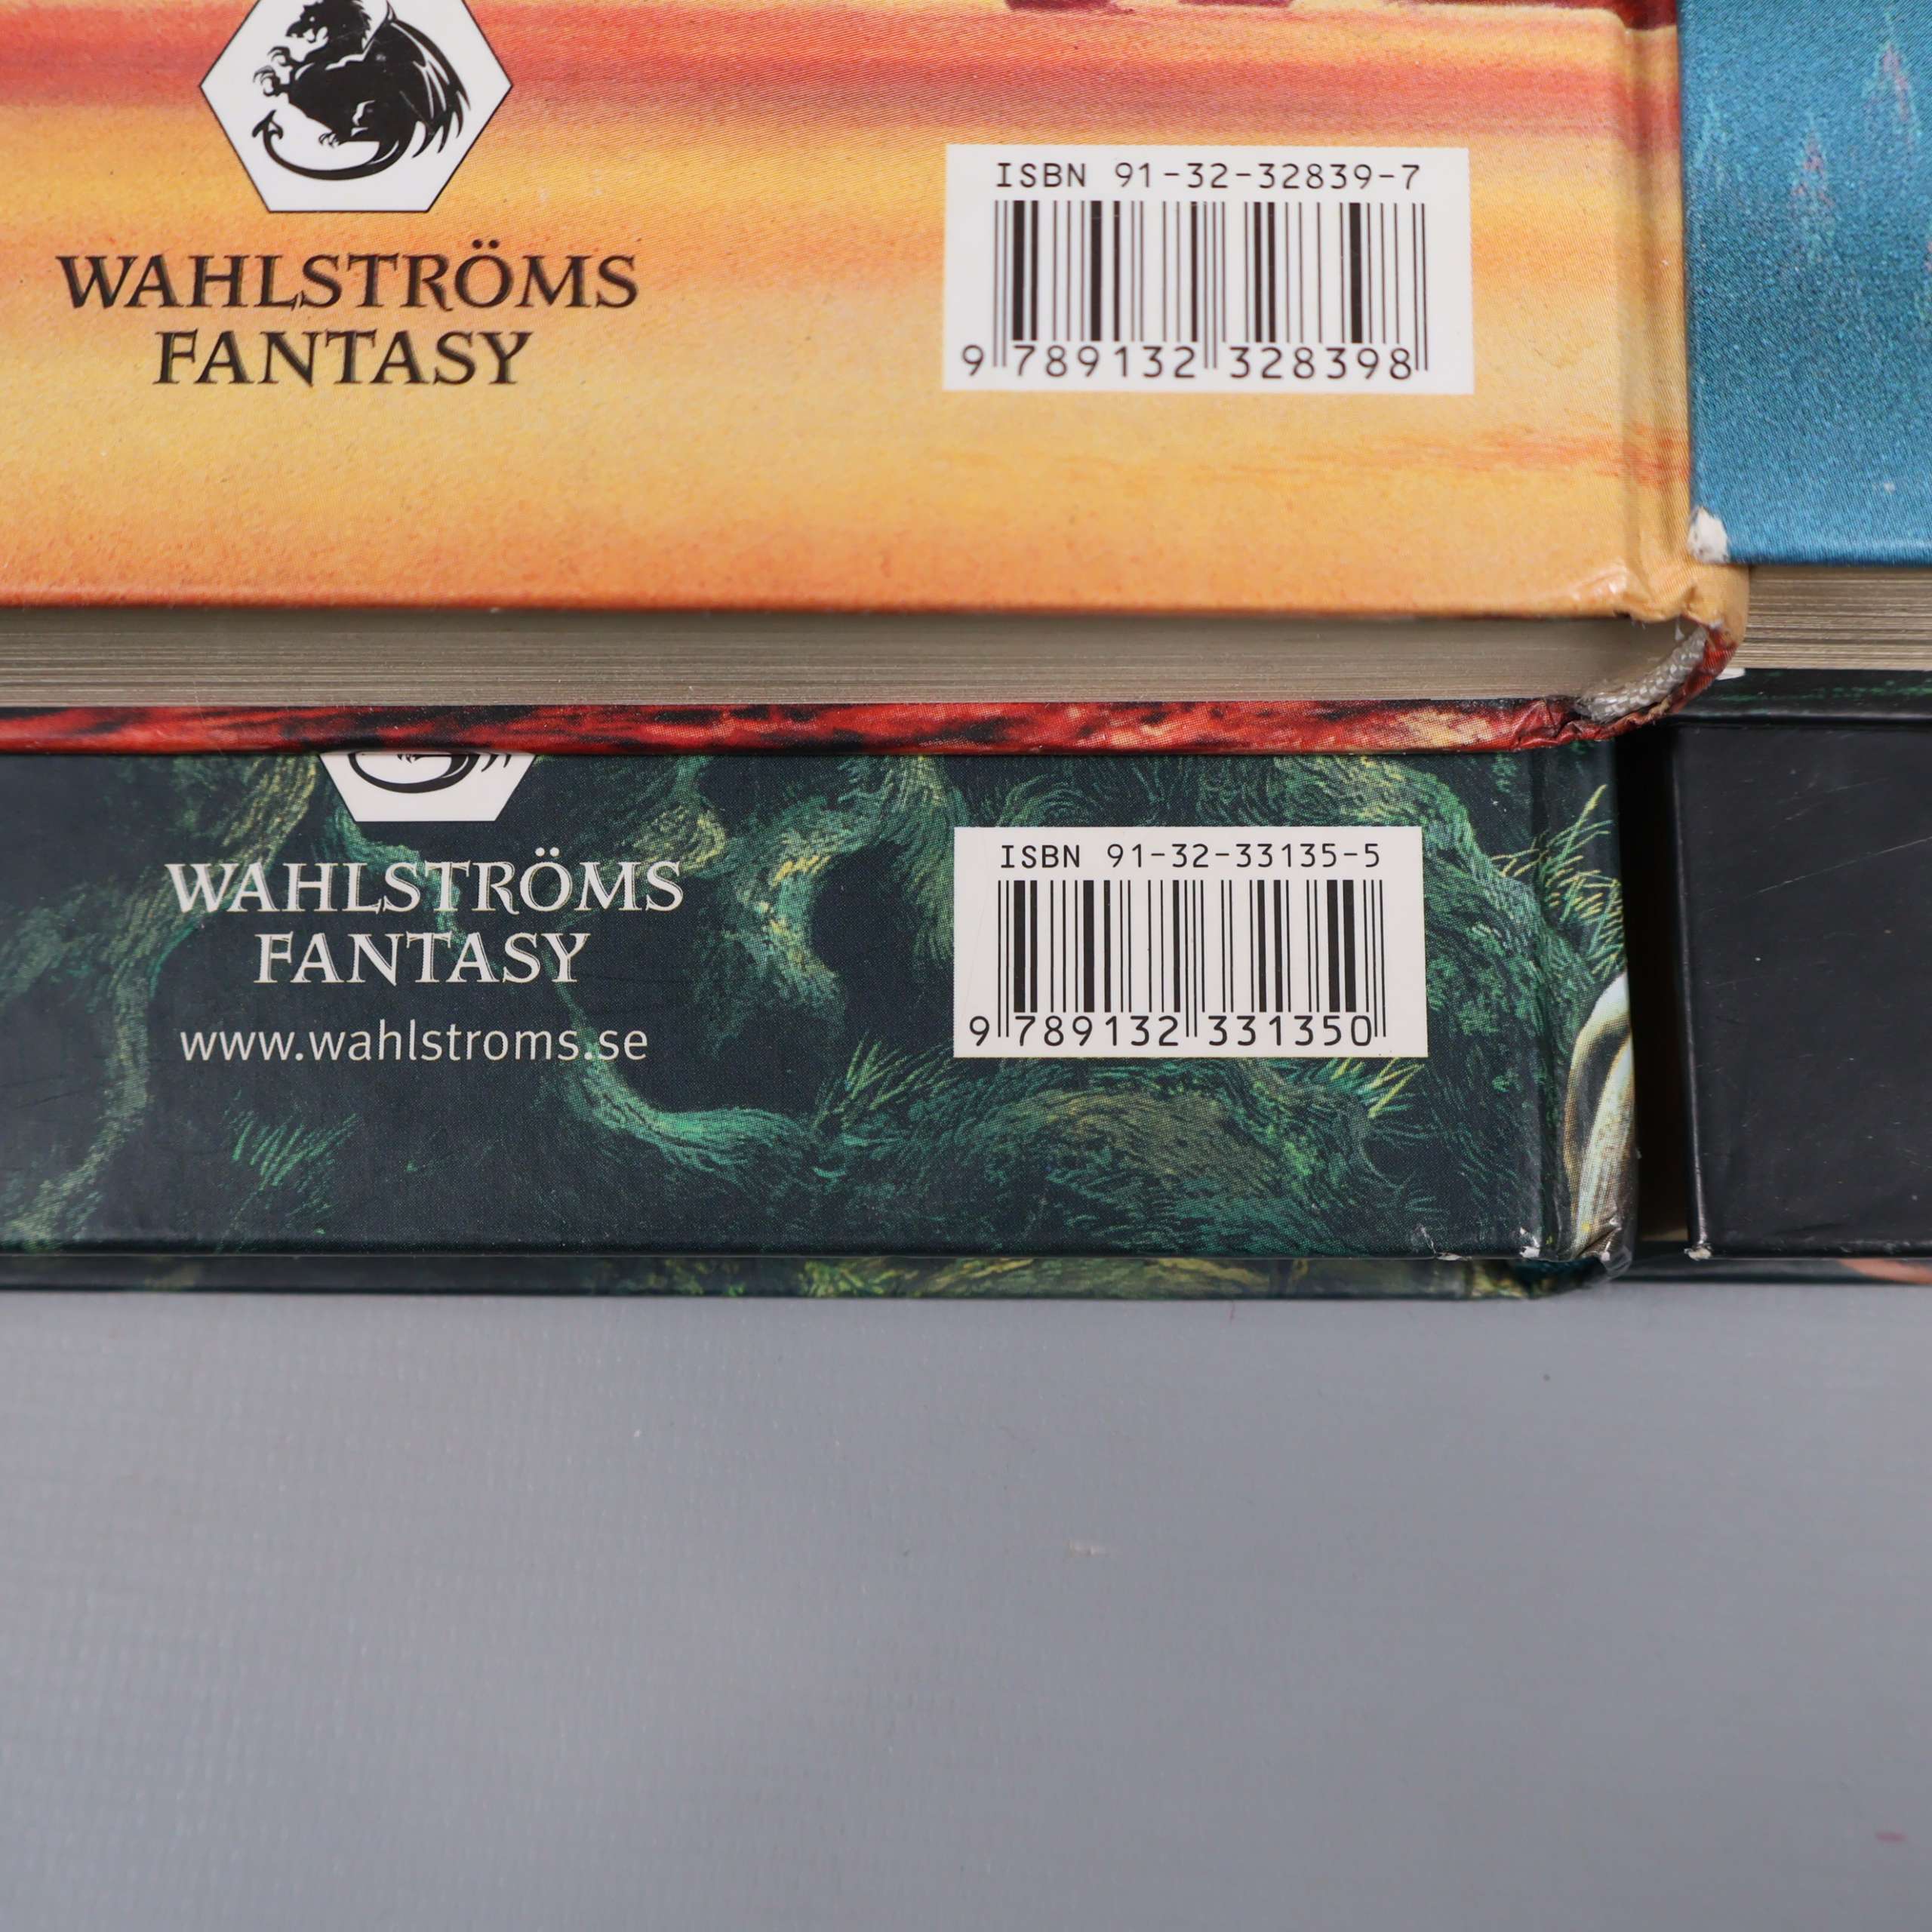 WAHLSTRÖMS
FANTASY
ISBN 91-32-32839-7
9 789132 328398
WAHLSTRÖMS
FANTASY
www.wahlstroms.se
ISBN 91-32-33135-5
9 789132 331350